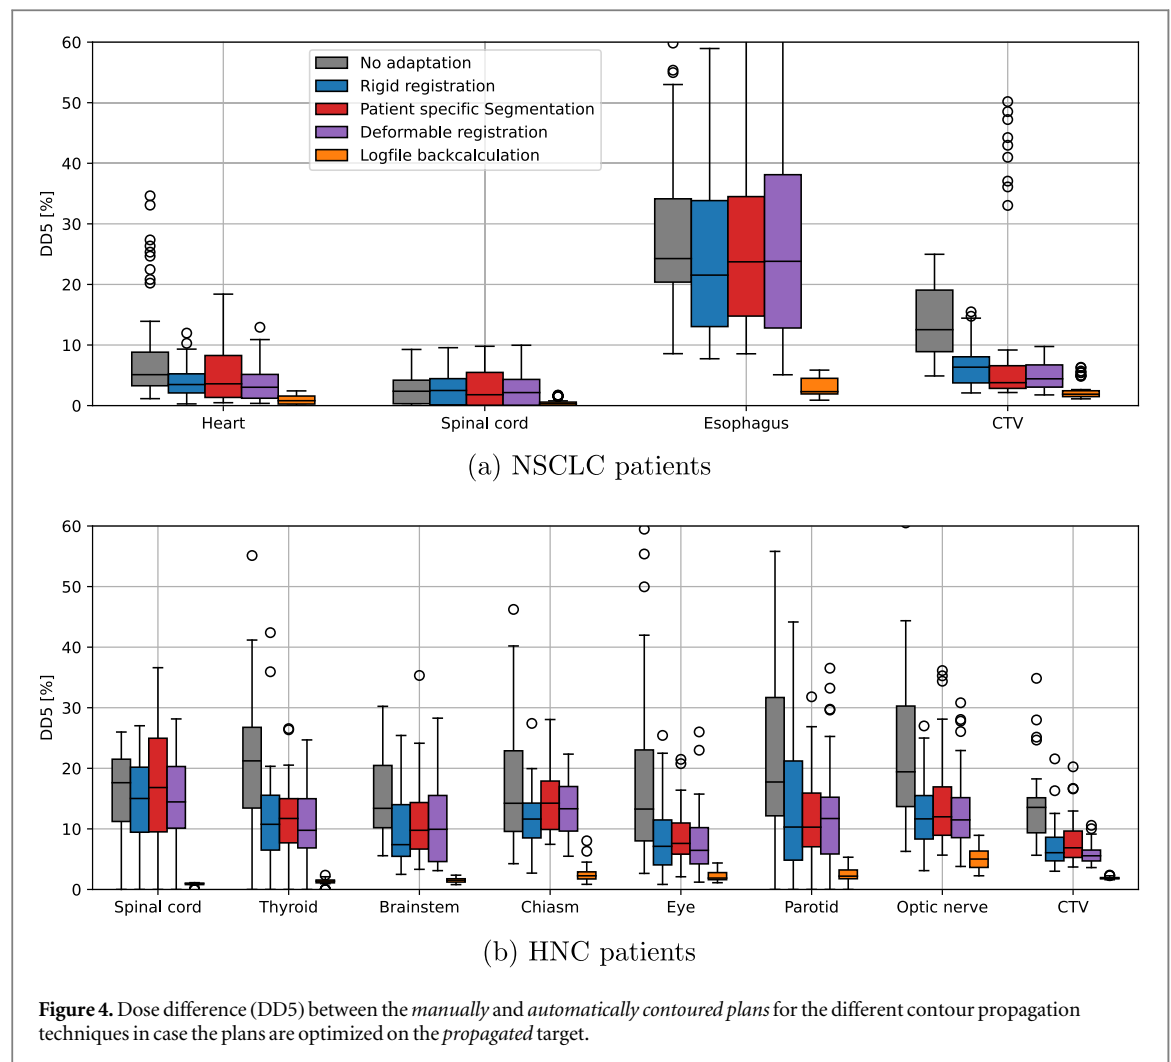 60
50
40
30
20
10
0
DD5 [%]
No adaptation
Rigid registration
Patient specific Segmentation
Deformable registration
Logfile backcalculation
Heart Spinal cord Esophagus CTV
(a) NSCLC patients
60
50
40
30
20
10
0
DD5 [%]
Spinal cord Thyroid Brainstem Chiasm Eye Parotid Optic nerve CTV
(b) HNC patients
Figure 4. Dose difference (DD5) between the manually and automatically contoured plans for the different contour propagation
techniques in case the plans are optimized on the propagated target.